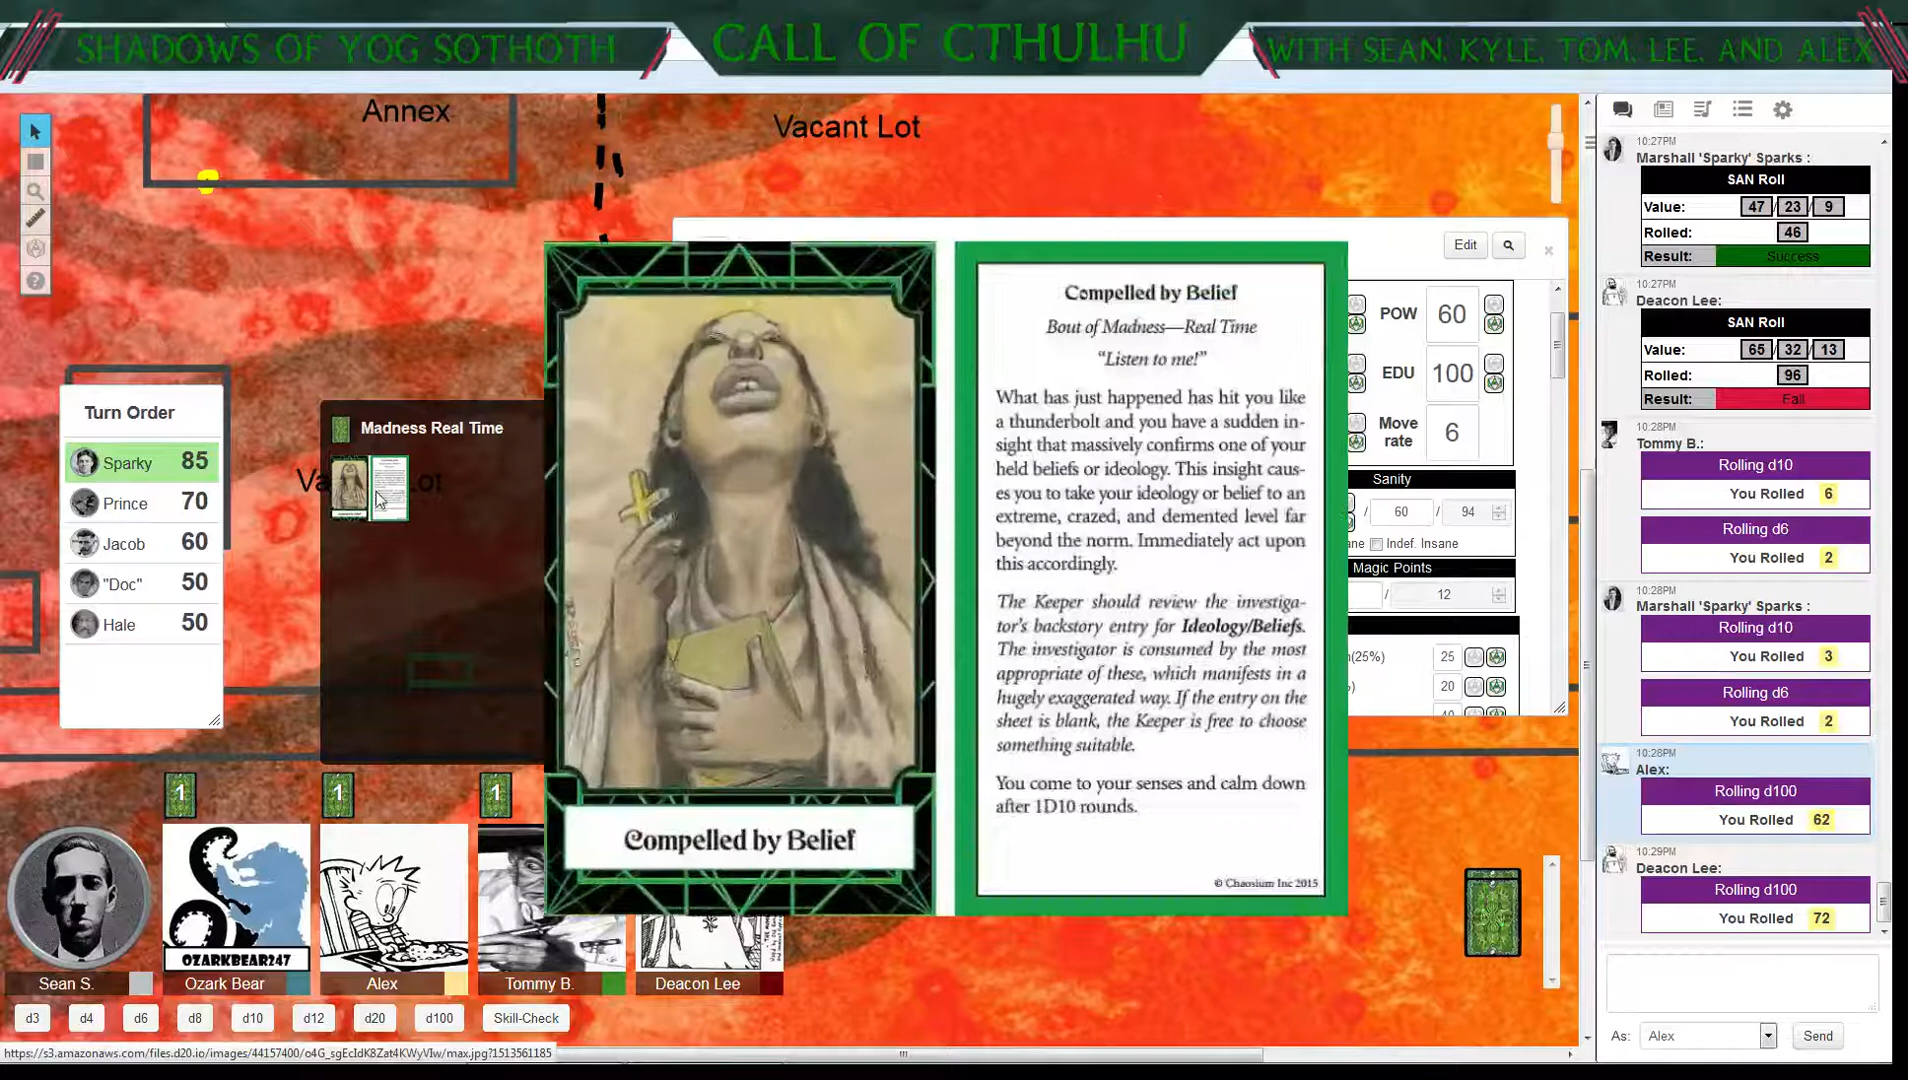 SHADOWS OF YOG SOTHOTH
CALL OF CTHULHU
WITH SEAN, KYLE, TOM, LEE, AND ALEX
Annex
Vacant Lot
Turn Order
Sparky 85
Prince 70
Jacob 60
"Doc" 50
Hale 50
Madness Real Time
Compelled by Belief
Compelled by Belief
Bout of Madness—Real Time
“Listen to me!”
What has just happened has hit you like
a thunderbolt and you have a sudden in-
sight that massively confirms one of your
held beliefs or ideology. This insight caus-
es you to take your ideology or belief to an
extreme, crazed, and demented level far
beyond the norm. Immediately act upon
this accordingly.
The Keeper should review the investiga-
tor's backstory entry for Ideology/Beliefs.
The investigator is consumed by the most
appropriate of these, which manifests in a
hugely exaggerated way. If the entry on the
sheet is blank, the Keeper is free to choose
something suitable.
You come to your senses and calm down
after 1D10 rounds.
© Chaosium Inc 2015
Edit
POW 60
EDU 100
Move
rate 6
Sanity
/ 60 / 94
Indef. Insane
Magic Points
/ 12
(25%) 25
20
10:27PM
Marshall 'Sparky' Sparks :
SAN Roll
Value: 47 / 23 / 9
Rolled: 46
Result: Success
10:27PM
Deacon Lee:
SAN Roll
Value: 65 / 32 / 13
Rolled: 96
Result: Fail
10:28PM
Tommy B.:
Rolling d10
You Rolled 6
Rolling d6
You Rolled 2
10:28PM
Marshall 'Sparky' Sparks :
Rolling d10
You Rolled 3
Rolling d6
You Rolled 2
10:28PM
Alex:
Rolling d100
You Rolled 62
10:29PM
Deacon Lee:
Rolling d100
You Rolled 72
As: Alex
Send
1
1
1
OZARKBEAR247
Sean S.
Ozark Bear
Alex
Tommy B.
Deacon Lee
d3 d4 d6 d8 d10 d12 d20 d100 Skill-Check
https://s3.amazonaws.com/files.d20.io/images/44157400/o4G_sgEcIdK8Zat4KWyVIw/max.jpg?1513561185